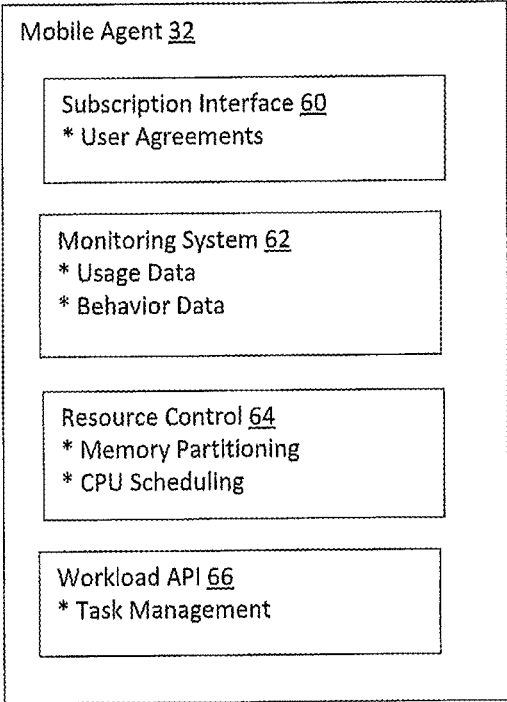 Mobile Agent 32
Subscription Interface 60
* User Agreements
Monitoring System 62
* Usage Data
* Behavior Data
Resource Control 64
* Memory Partitioning
* CPU Scheduling
Workload API 66
* Task Management